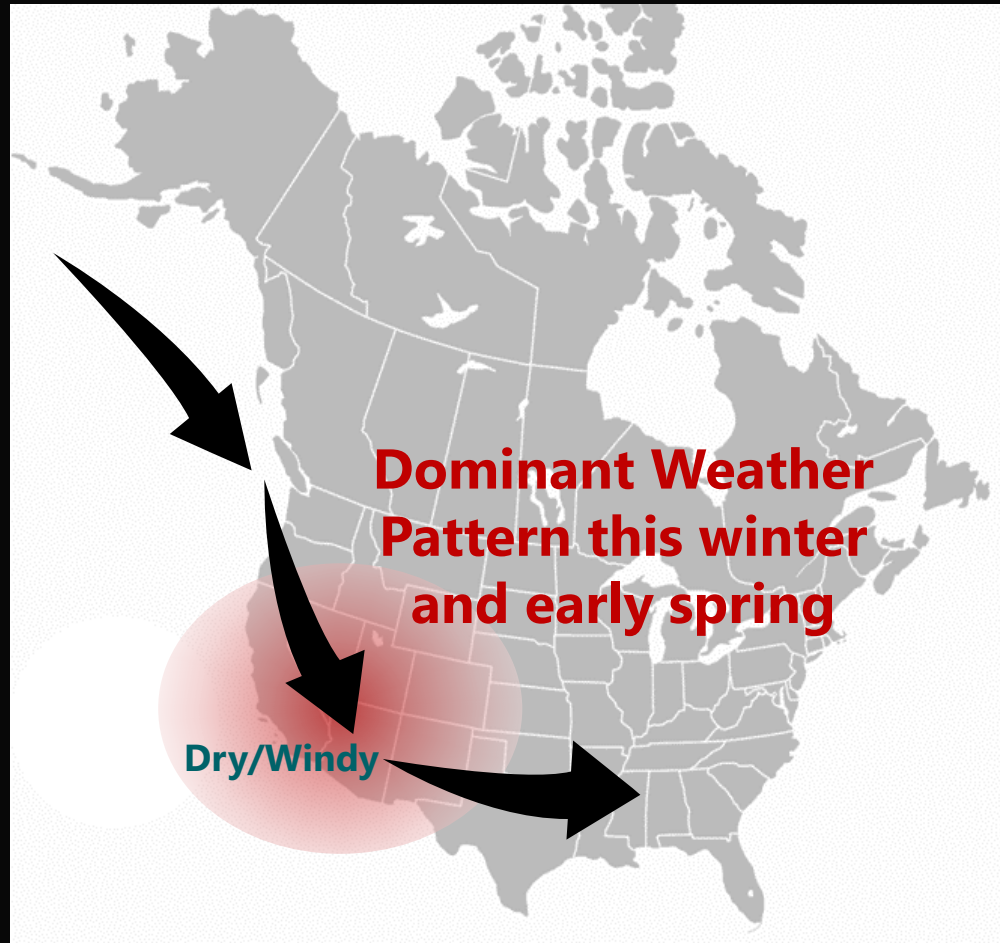 Dominant Weather
Pattern this winter
and early spring
Dry/Windy